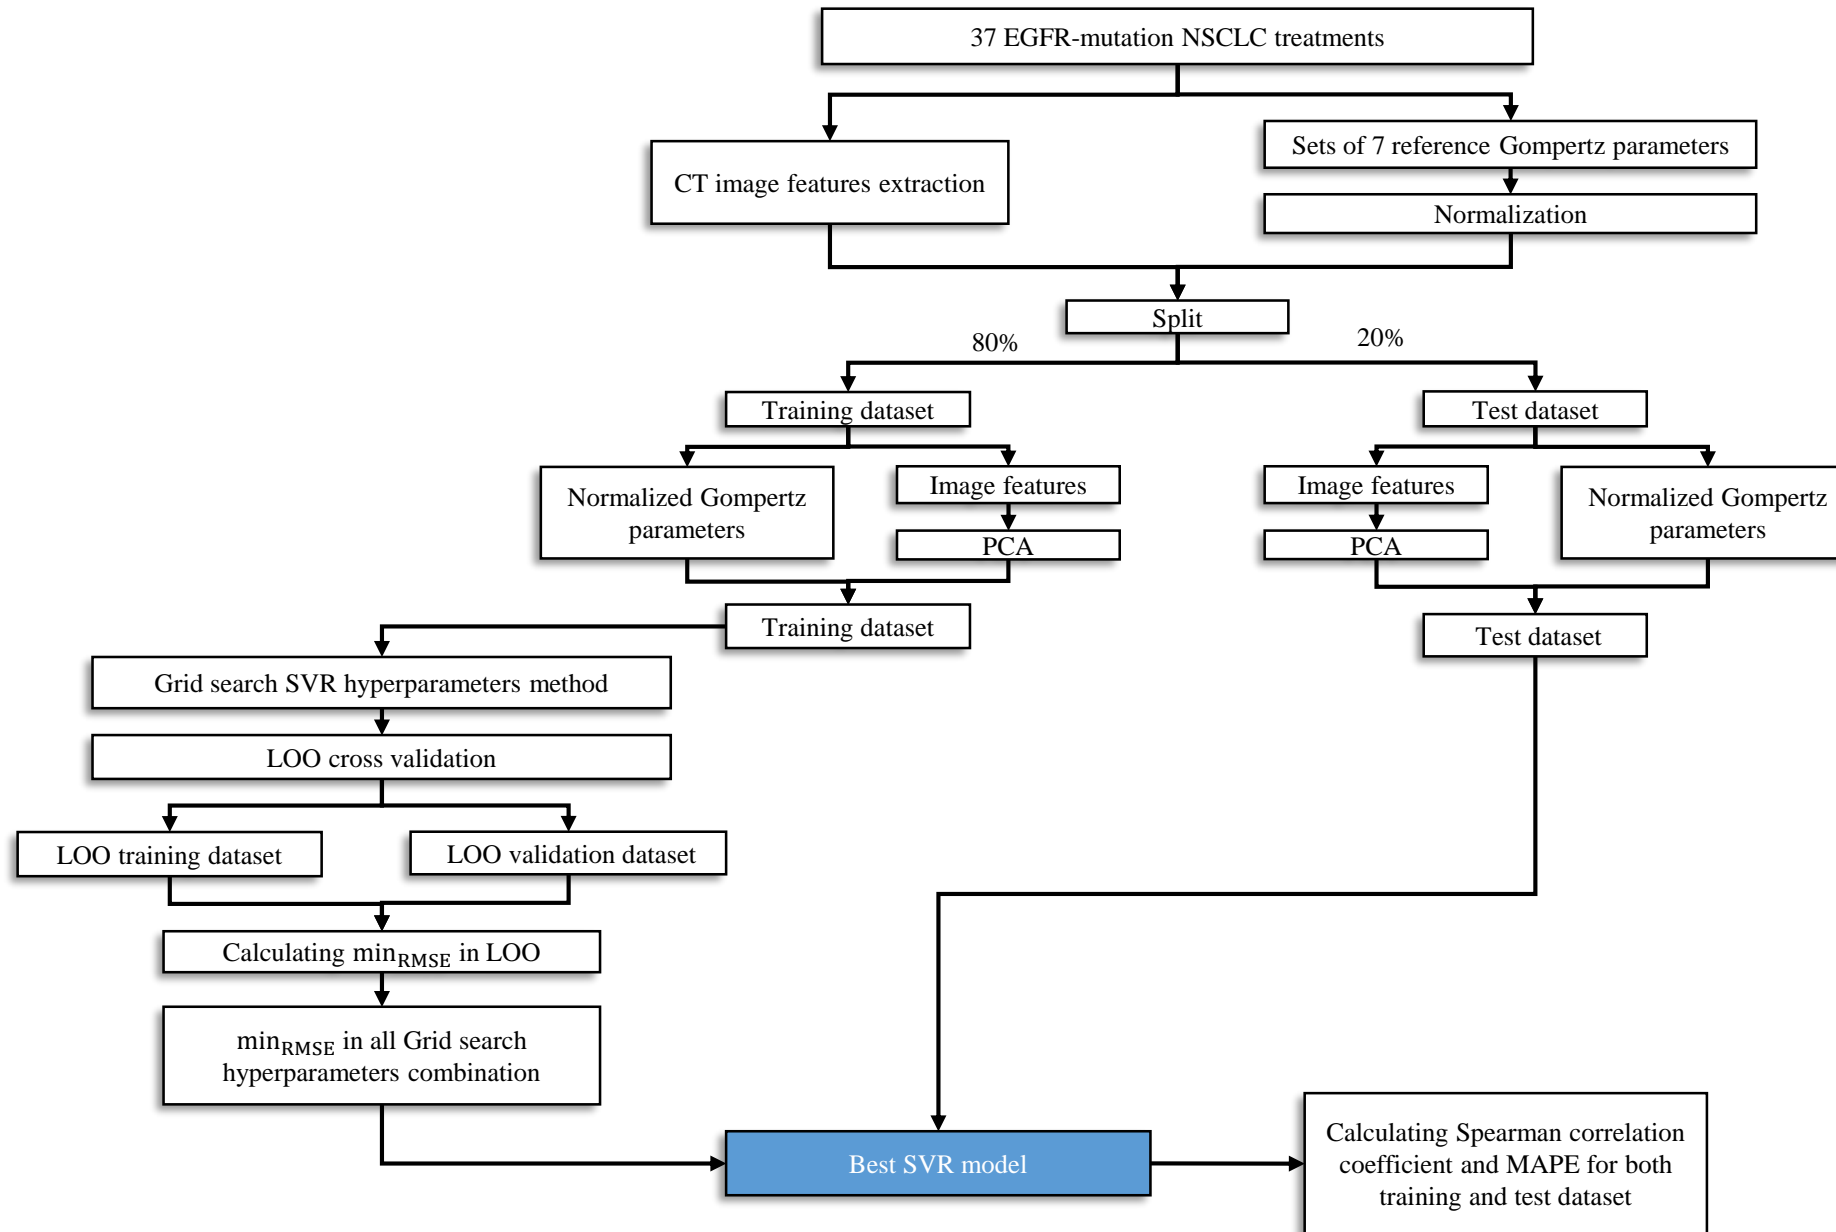 37 EGFR-mutation NSCLC treatments
CT image features extraction
Sets of 7 reference Gompertz parameters
Normalization
Split
80%
20%
Training dataset
Test dataset
Normalized Gompertz
parameters
Image features
PCA
Image features
PCA
Normalized Gompertz
parameters
Training dataset
Test dataset
Grid search SVR hyperparameters method
LOO cross validation
LOO training dataset
LOO validation dataset
Calculating min_RMSE in LOO
min_RMSE in all Grid search
hyperparameters combination
Best SVR model
Calculating Spearman correlation
coefficient and MAPE for both
training and test dataset